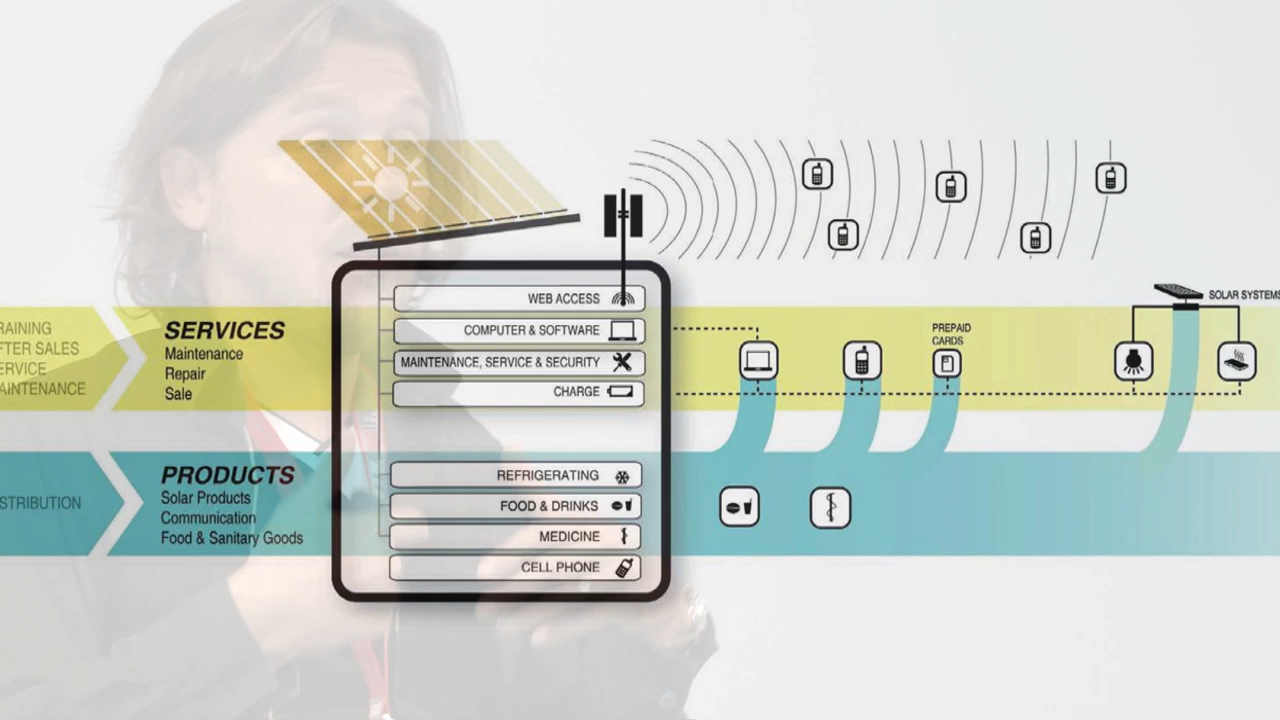 WEB ACCESS
SOLAR SYSTEMS
RAINING
FTER SALES
ERVICE
AINTENANCE
SERVICES
Maintenance
Repair
Sale
COMPUTER & SOFTWARE
MAINTENANCE, SERVICE & SECURITY
CHARGE
PREPAID
CARDS
STRIBUTION
PRODUCTS
Solar Products
Communication
Food & Sanitary Goods
REFRIGERATING
FOOD & DRINKS
MEDICINE
CELL PHONE